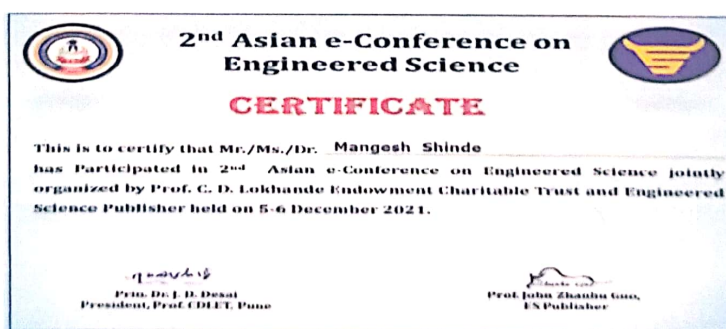 2nd Asian e-Conference on
Engineered Science
CERTIFICATE
This is to certify that Mr./Ms./Dr. Mangesh Shinde
has Participated in 2nd Asian e-Conference on Engineered Science jointly
organized by Prof. C. D. Lokhande Endowment Charitable Trust and Engineered
Science Publisher held on 5-6 December 2021.
Prin. Dr. J. D. Desai
President, Prof. CDLET, Pune
Prof. John Zhanhu Guo,
ES Publisher